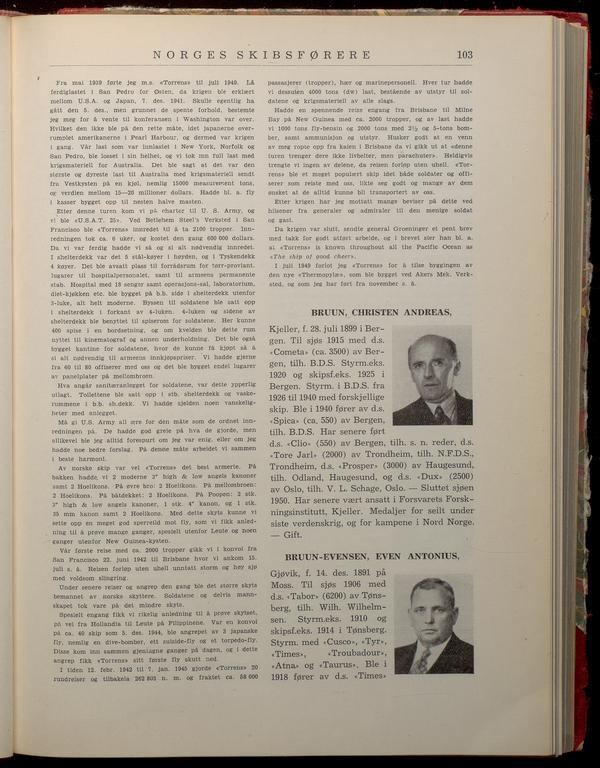 NORGES SKIBSFØRERE 103
Fra mai 1939 førte jeg m.s. «Torrens» til juli 1949. Lå
ferdiglastet i San Pedro for Østen, da krigen ble erklært
mellom U.S.A. og Japan, 7. des. 1941. Skulle egentlig ha
gått den 5. des., men grunnet de spente forhold, bestemte
jeg meg for å vente til konferansen i Washington var over.
Hvilket den ikke ble på den rette måte, idet japanerne over-
rumplet amerikanerne i Pearl Harbour, og dermed var krigen
i gang. Vår last som var innlastet i New York, Norfolk og
San Pedro, ble losset i sin helhet, og vi tok inn full last med
krigsmateriell for Australia. Det ble sagt at det var den
største og dyreste last til Australia med krigsmateriell sendt
fra Vestkysten på en kjøl, nemlig 15000 measurement tons,
og verdien mellom 15—20 millioner dollars. Hadde bl. a. fly
i kasser bygget opp til nesten halve masten.
Etter denne turen kom vi på charter til U. S. Army, og
vi ble «U.S.A.T. 25». Ved Betlehem Steel's Verksted i San
Francisco ble «Torrens» innredet til å ta 2100 tropper. Inn-
redningen tok ca. 6 uker, og kostet den gang 600 000 dollars.
Da vi var ferdig hadde vi så og si alt nødvendig innredet.
I shelterdekk var det 5 stål-køyer i høyden, og i Tyskendekk
4 køyer. Det ble avsatt plass til forrådsrum for tørr-proviant,
lugarer til hospitalpersonalet, samt til armeens permanente
stab. Hospital med 18 senger samt operasjons-sal, laboratorium,
diet-kjøkken etc. ble bygget på b.b. side i shelterdekk utenfor
3-luke, alt helt moderne. Byssen til soldatene ble satt opp
i shelterdekk i forkant av 4-luken. 4-luken og sidene av
shelterdekk ble benyttet til spiserom for soldatene. Her kunne
400 spise i en bordsetning, og om kvelden ble dette rum
nyttet til kinematograf og annen underholdning. Det ble også
bygget kantine for soldatene, hvor de kunne få kjøpt så å
si alt nødvendig til armeens innkjøpspriser. Vi hadde gjerne
fra 60 til 80 offiserer med oss og det ble bygget endel lugarer
av panelplater på mellombroen.
Hva angår sanitæranlegget for soldatene, var dette ypperlig
utlagt. Tolletene ble satt opp i stb. shelterdekk og vaske-
rummene i b.b. sh.dekk. Vi hadde sjelden noen vanskelig-
heter med anlegget.
Må gi U.S. Army all ære for den måte som de ordnet inn-
redningen på. De hadde god greie på hva de gjorde, men
allikevel ble jeg alltid forespurt om jeg var enig, eller om jeg
hadde noe bedre forslag. På denne måte arbeidet vi sammen
i beste harmoni.
Av norske skip var vel «Torrens» det best armerte. På
bakken hadde vi 2 moderne 3" high & low angels kanoner
samt 2 Hoelikons. På øvre bro: 2 Hoelikons. På mellombroen:
2 Hoelikons. På båtdekket: 2 Hoelikons. På Poopen: 2 stk.
3" high & low angels kanoner, 1 stk. 4" kanon, og 1 stk.
35 mm kanon samt 2 Hoelikons. Med dette skyts kunne vi
sette opp en meget god sperreild mot fly, som vi fikk anled-
ning til å prøve mange ganger, spesielt utenfor Leute og noen
ganger utenfor New Guinea-kysten.
Vår første reise med ca. 2000 tropper gikk vi i konvoi fra
San Francisco 22. juni 1942 til Brisbane hvor vi ankom 15.
juli s. å. Reisen forløp uten uhell unntatt storm og høy sjø
med voldsom slingring.
Under senere reiser og angrep den gang ble det større skyts
bemannet av norske skyttere. Soldatene og delvis mann-
skapet tok vare på det mindre skyts.
Spesielt engang fikk vi rikelig anledning til å prøve skytset,
på vei fra Hollandia til Leute på Filippinene. Var en konvoi
på ca. 40 skip som 5. des. 1944, ble angrepet av 3 japanske
fly, nemlig en dive-bomber, ett suiside-fly og et torpedo-fly.
Disse kom inn sammen gjentagne ganger på dagen, og i dette
angrep fikk «Torrens» sitt første fly skutt ned.
I tiden 12. febr. 1942 til 7. jan. 1945 gjorde «Torrens» 20
rundreiser og tilbakela 262 805 n. m. og fraktet ca. 58 000
passasjerer (tropper), hær og marinepersonell. Hver tur hadde
vi dessuten 4000 tons (dw) last, bestående av utstyr til sol-
datene og krigsmateriell av alle slags.
Hadde en spennende reise engang fra Brisbane til Milne
Bay på New Guinea med ca. 2000 tropper, og av last hadde
vi 1000 tons fly-bensin og 2000 tons med 2½ og 5-tons bom-
ber, samt ammunisjon og utstyr. Husker godt at en venn
av meg ropte opp fra kaien i Brisbane da vi gikk ut at «denne
turen trenger dere ikke livbelter, men parachuter». Heldigvis
trengte vi ingen av delene, da reisen forløp uten uhell. «Tor-
rens» ble et meget populært skip idet både soldater og offi-
serer som reiste med oss, likte seg godt og mange av dem
ønsket at de alltid kunne bli transportert av oss.
Etter krigen har jeg mottatt mange beviser på dette ved
hilsener fra generaler og admiraler til den menige soldat
og gast.
Da krigen var slutt, sendte general Groeninger et pent brev
med takk for godt utført arbeide, og i brevet sier han bl. a.
at «Torrens» is known throughout all the Pacific Ocean as
«The ship of good cheer».
I juli 1949 forlot jeg «Torrens» for å tilse byggingen av
den nye «Thermopylæ», som ble bygget ved Akers Mek. Verk-
sted, og som jeg har ført fra november s. å.
BRUUN, CHRISTEN ANDREAS,
Kjeller, f. 28. juli 1899 i Ber-
gen. Til sjøs 1915 med d.s.
«Cometa» (ca. 3500) av Ber-
gen, tilh. B.D.S. Styrm.eks.
1920 og skipsf.eks. 1925 i
Bergen. Styrm. i B.D.S. fra
1926 til 1940 med forskjellige
skip. Ble i 1940 fører av d.s.
«Spica» (ca. 550) av Bergen,
tilh. B.D.S. Har senere ført
d.s. «Clio» (550) av Bergen, tilh. s. n. reder, d.s.
«Tore Jarl» (2000) av Trondheim, tilh. N.F.D.S.,
Trondheim, d.s. «Prosper» (3000) av Haugesund,
tilh. Odland, Haugesund, og d.s. «Dux» (2500)
av Oslo, tilh. V. L. Schage, Oslo. — Sluttet sjøen
1950. Har senere vært ansatt i Forsvarets Forsk-
ningsinstitutt, Kjeller. Medaljer for seilt under
siste verdenskrig, og for kampene i Nord Norge.
— Gift.
BRUUN-EVENSEN, EVEN ANTONIUS,
Gjøvik, f. 14. des. 1891 på
Moss. Til sjøs 1906 med
d.s. «Tabor» (6200) av Tøns-
berg, tilh. Wilh. Wilhelm-
sen. Styrm.eks. 1910 og
skipsf.eks. 1914 i Tønsberg.
Styrm. med «Cusco», «Tyr»,
«Times», «Troubadour»,
«Atna» og «Taurus». Ble i
1918 fører av d.s. «Times»